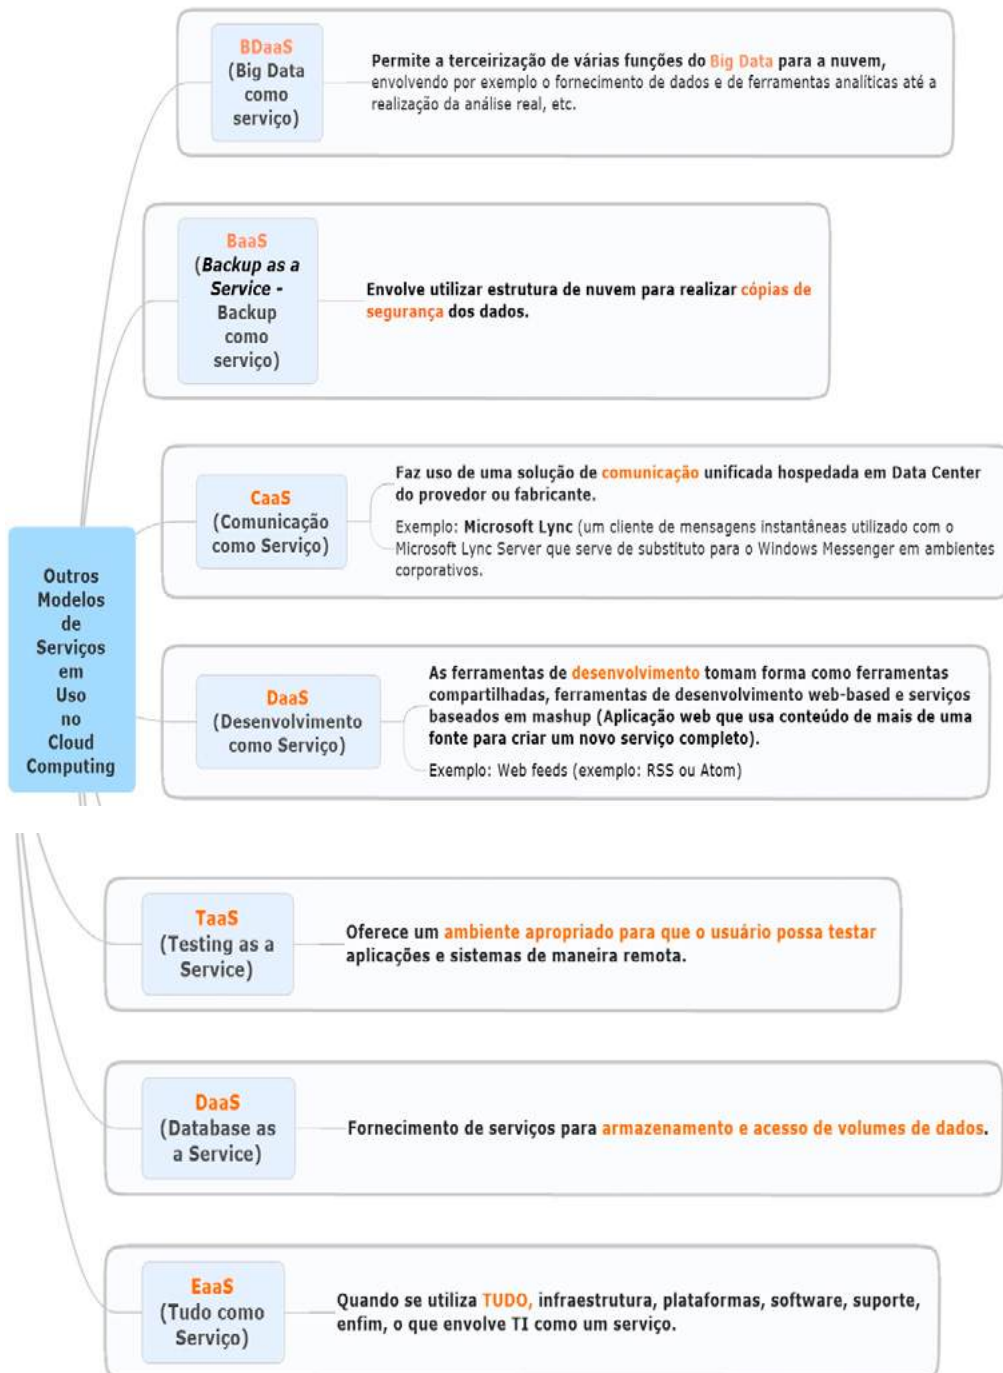 BDaaS
(Big Data
como
serviço)
Permite a terceirização de várias funções do Big Data para a nuvem,
envolvendo por exemplo o fornecimento de dados e de ferramentas analíticas até a
realização da análise real, etc.
BaaS
(Backup as a
Service -
Backup
como
serviço)
Envolve utilizar estrutura de nuvem para realizar cópias de
segurança dos dados.
CaaS
(Comunicação
como Serviço)
Faz uso de uma solução de comunicação unificada hospedada em Data Center
do provedor ou fabricante.
Exemplo: Microsoft Lync (um cliente de mensagens instantâneas utilizado com o
Microsoft Lync Server que serve de substituto para o Windows Messenger em ambientes
corporativos.
Outros
Modelos
de
Serviços
em
Uso
no
Cloud
Computing
DaaS
(Desenvolvimento
como Serviço)
As ferramentas de desenvolvimento tomam forma como ferramentas
compartilhadas, ferramentas de desenvolvimento web-based e serviços
baseados em mashup (Aplicação web que usa conteúdo de mais de uma
fonte para criar um novo serviço completo).
Exemplo: Web feeds (exemplo: RSS ou Atom)
TaaS
(Testing as a
Service)
Oferece um ambiente apropriado para que o usuário possa testar
aplicações e sistemas de maneira remota.
DaaS
(Database as
a Service)
Fornecimento de serviços para armazenamento e acesso de volumes de dados.
EaaS
(Tudo como
Serviço)
Quando se utiliza TUDO, infraestrutura, plataformas, software, suporte,
enfim, o que envolve TI como um serviço.